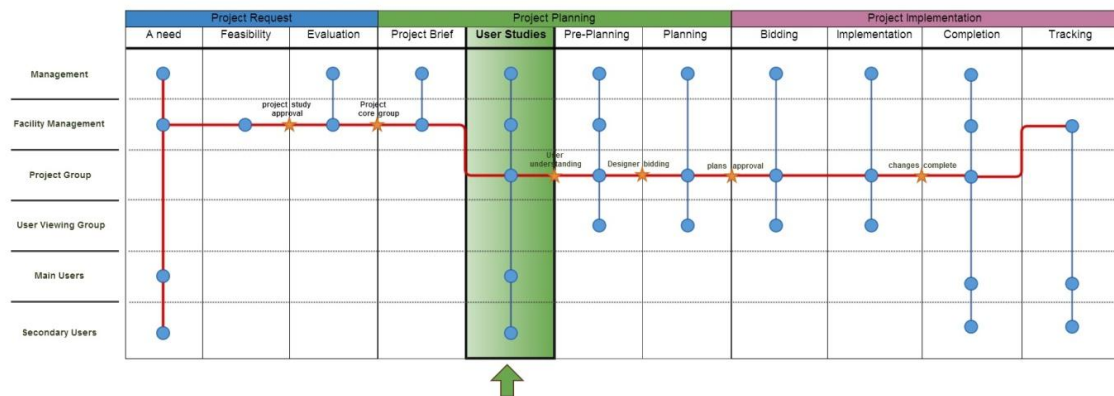 Project Request
Project Planning
Project Implementation
A need
Feasibility
Evaluation
Project Brief
User Studies
Pre-Planning
Planning
Bidding
Implementation
Completion
Tracking
Management
project study
approval
Project
core group
Facility Management
User
understanding
Designer bidding
plans approval
changes complete
Project Group
User Viewing Group
Main Users
Secondary Users